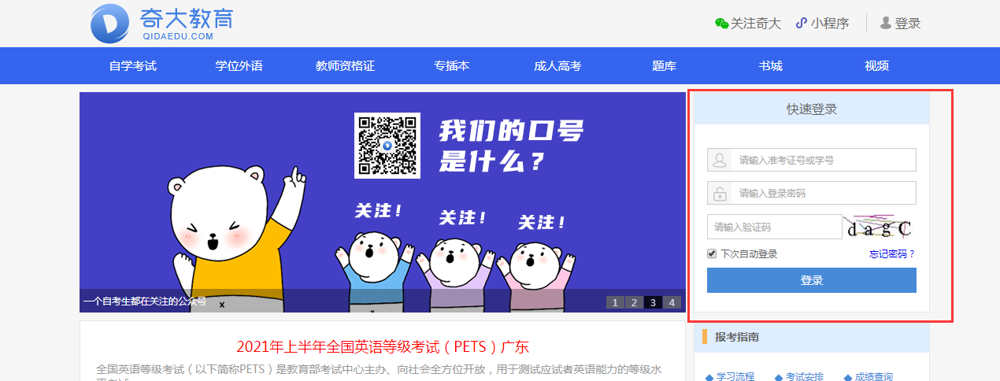 奇大教育
QIDAEDU.COM
关注奇大 小程序 登录
自学考试 学位外语 教师资格证 专插本 成人高考 题库 书城 视频
我们的口号
是什么?
关注! 关注! 关注!
一个自考生都在关注的公众号
1 2 3 4
快速登录
请输入准考证号或学号
请输入登录密码
请输入验证码 dagC
下次自动登录 忘记密码?
登录
2021年上半年全国英语等级考试(PETS)广东
全国英语等级考试(以下简称PETS)是教育部考试中心主办、向社会全方位开放,用于测试应试者英语能力的等级水
报考指南
学习流程 考试安排 成绩查询